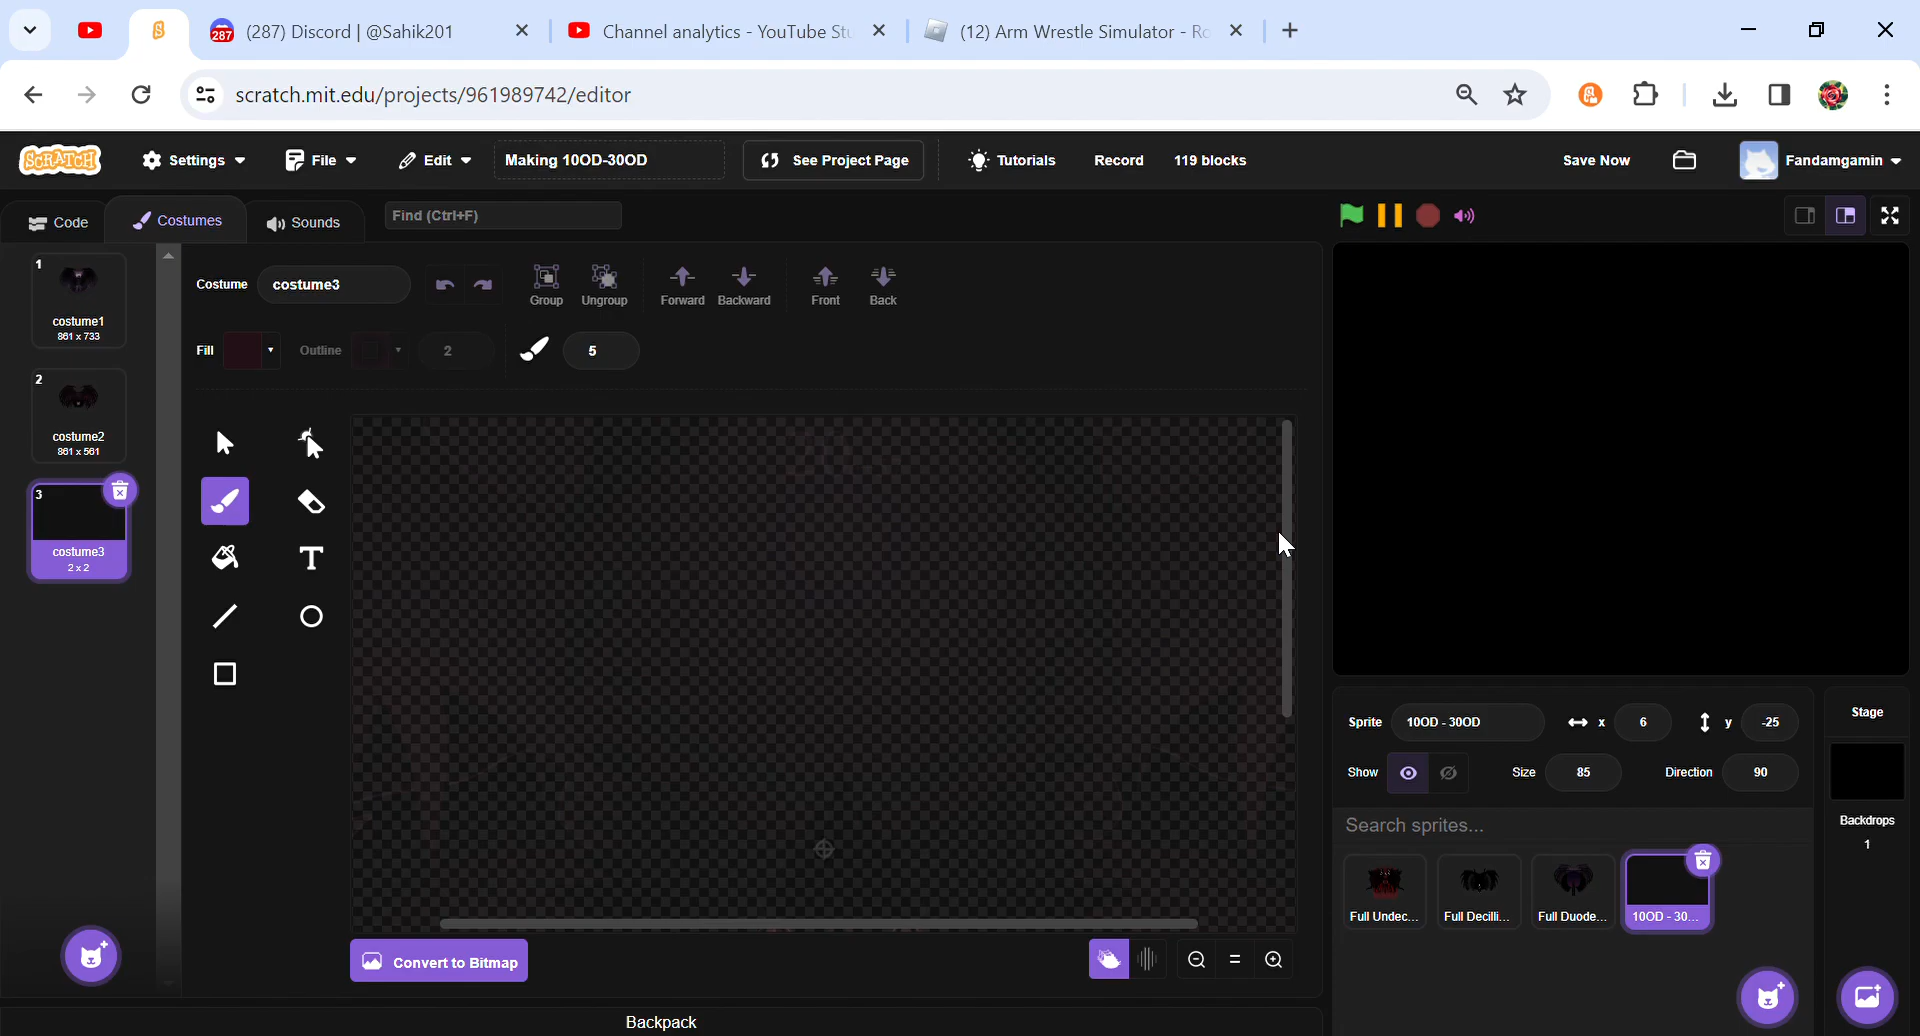 287
(287) Discord | @Sahik201
Channel analytics - YouTube Stu
(12) Arm Wrestle Simulator - Ro
scratch.mit.edu/projects/961989742/editor
SCRATCH
Settings
File
Edit
Making 10OD-30OD
See Project Page
Tutorials
Record
119 blocks
Save Now
Fandamgamin
Code
Costumes
Sounds
Find (Ctrl+F)
1
costume1
861 x 733
2
costume2
861 x 561
3
costume3
2 x 2
Costume
costume3
Group
Ungroup
Forward
Backward
Front
Back
Fill
Outline
2
5
T
Convert to Bitmap
Backpack
Sprite
10OD - 30OD
x
6
y
-25
Show
Size
85
Direction
90
Search sprites...
Full Undec...
Full Decilli...
Full Duode...
10OD - 30...
Stage
Backdrops
1